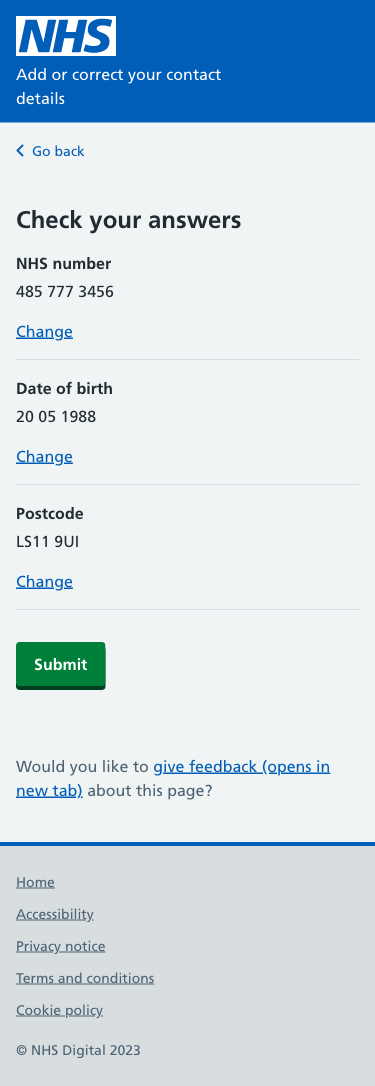 NHS
Add or correct your contact
details
Go back
Check your answers
NHS number
485 777 3456
Change
Date of birth
20 05 1988
Change
Postcode
LS11 9UI
Change
Submit
Would you like to give feedback (opens in
new tab) about this page?
Home
Accessibility
Privacy notice
Terms and conditions
Cookie policy
© NHS Digital 2023